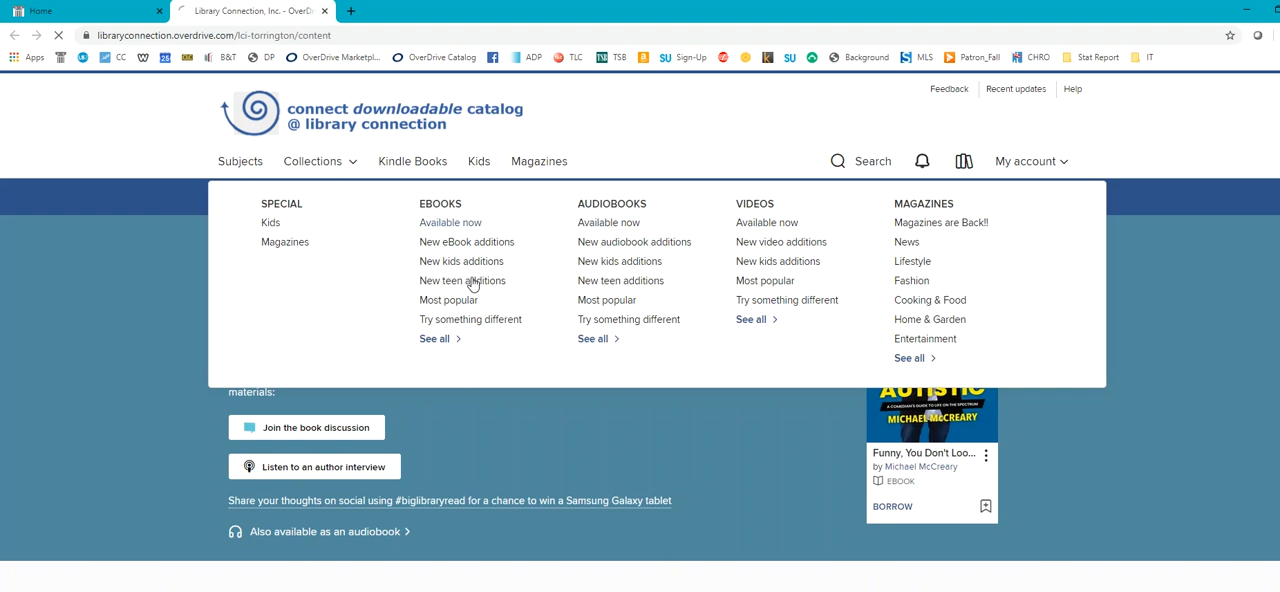 Home
Library Connection, Inc. - OverD
libraryconnection.overdrive.com/lci-torrington/content
Apps CC B&T DP OverDrive Marketpl... OverDrive Catalog ADP TLC TSB Sign-Up Background MLS Patron_Fall CHRO Stat Report IT
Feedback Recent updates Help
connect downloadable catalog
@ library connection
Subjects Collections Kindle Books Kids Magazines Search My account
SPECIAL
Kids
Magazines
EBOOKS
Available now
New eBook additions
New kids additions
New teen additions
Most popular
Try something different
See all >
AUDIOBOOKS
Available now
New audiobook additions
New kids additions
New teen additions
Most popular
Try something different
See all >
VIDEOS
Available now
New video additions
New kids additions
Most popular
Try something different
See all >
MAGAZINES
Magazines are Back!!
News
Lifestyle
Fashion
Cooking & Food
Home & Garden
Entertainment
See all >
materials:
Join the book discussion
Listen to an author interview
Share your thoughts on social using #biglibraryread for a chance to win a Samsung Galaxy tablet
Also available as an audiobook >
AUTISTIC
A COMEDIAN'S GUIDE TO LIFE ON THE SPECTRUM
MICHAEL McCREARY
Funny, You Don't Loo...
by Michael McCreary
EBOOK
BORROW